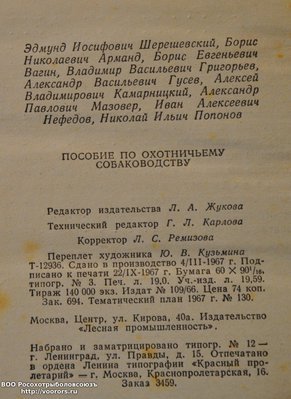 Эдмунд Иосифович Шерешевский, Борис
Николаевич Арманд, Борис Евгеньевич
Вагин, Владимир Васильевич Григорьев,
Александр Васильевич Гусев, Алексей
Владимирович Камарницкий, Александр
Павлович Мазовер, Иван Алексеевич
Нефедов, Николай Ильич Попонов
ПОСОБИЕ ПО ОХОТНИЧЬЕМУ
СОБАКОВОДСТВУ
Редактор издательства Л. А. Жукова
Технический редактор Г. Л. Карлова
Корректор Л. С. Ремизова
Переплет художника Ю. В. Кузьмина
Т-12936. Сдано в производство 4/III-1967 г. Под-
писано к печати 22/IX-1967 г. Бумага 60 × 90¹/₁₆,
типогр. № 3. Печ. л. 19,0. Уч.-изд. л. 19,59.
Тираж 140 000 экз. Издат № 109/66. Цена 74 коп.
Зак. 694. Тематический план 1967 г. № 130.
Москва, Центр, ул. Кирова, 40а. Издательство
«Лесная промышленность».
Набрано и заматрицировано типогр. № 12 —
г. Ленинград, ул. Правды, д. 15. Отпечатано в
ордена Ленина типографии «Красный про-
летарий» — г. Москва, Краснопролетарская, 16.
Заказ 3459.
ВОО Росохотрыболовсоюзъ
http://voorors.ru